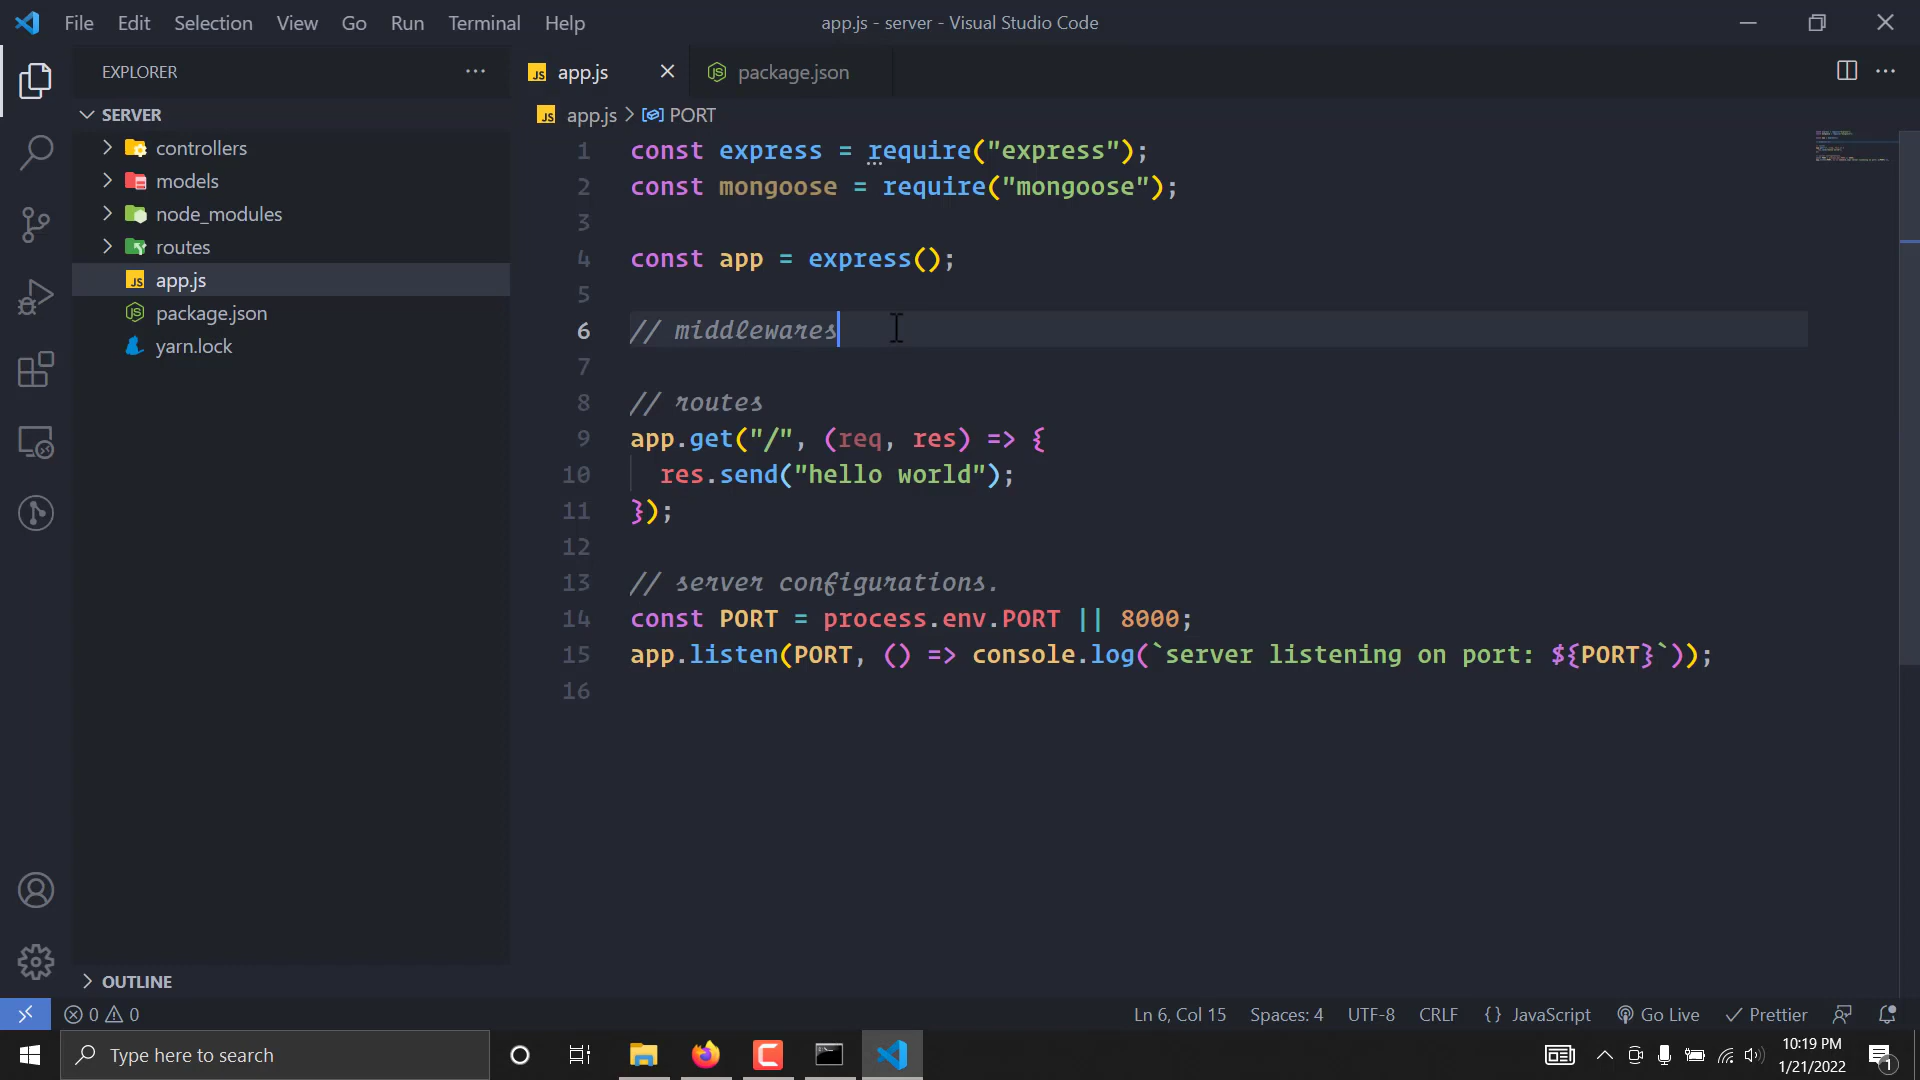 File Edit Selection View Go Run Terminal Help
app.js - server - Visual Studio Code
EXPLORER
SERVER
controllers
models
node_modules
routes
JS app.js
package.json
yarn.lock
OUTLINE
JS app.js
package.json
JS app.js > PORT
1 const express = require("express");
2 const mongoose = require("mongoose");
3
4 const app = express();
5
6 // middlewares
7
8 // routes
9 app.get("/", (req, res) => {
10 res.send("hello world");
11 });
12
13 // server configurations.
14 const PORT = process.env.PORT || 8000;
15 app.listen(PORT, () => console.log(`server listening on port: ${PORT}`));
16
0 0
Ln 6, Col 15 Spaces: 4 UTF-8 CRLF {} JavaScript Go Live Prettier
Type here to search
10:19 PM
1/21/2022
1